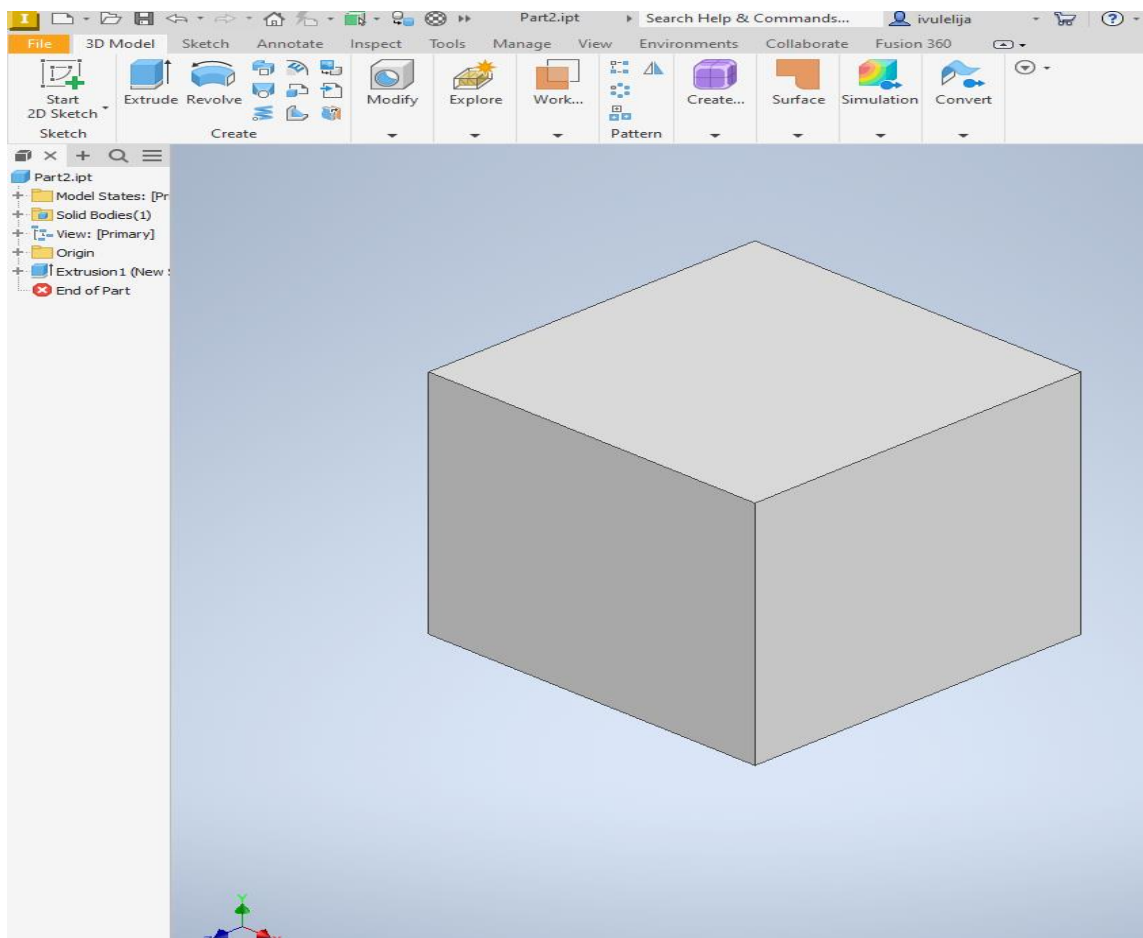 I Part2.ipt Search Help & Commands... ivulelija ?
File 3D Model Sketch Annotate Inspect Tools Manage View Environments Collaborate Fusion 360
Start
2D Sketch
Extrude Revolve
Modify
Explore
Work...
Create...
Surface
Simulation
Convert
Sketch
Create
Pattern
Part2.ipt
Model States: [Pr
Solid Bodies(1)
View: [Primary]
Origin
Extrusion1 (New
End of Part
Y